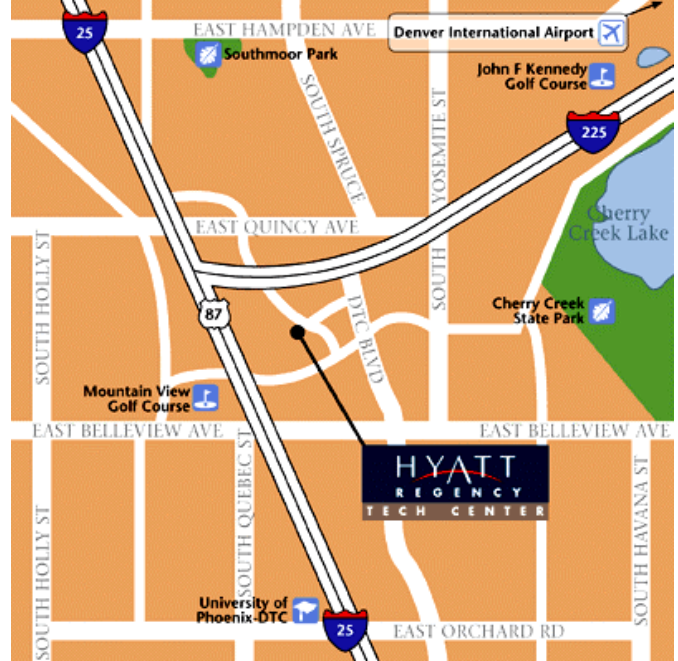 25
EAST HAMPDEN AVE
Denver International Airport
Southmoor Park
John F Kennedy
Golf Course
SOUTH SPRUCE
SOUTH YOSEMITE ST
225
EAST QUINCY AVE
Cherry
Creek Lake
SOUTH HOLLY ST
87
DTC BLVD
Cherry Creek
State Park
Mountain View
Golf Course
EAST BELLEVIEW AVE
EAST BELLEVIEW AVE
HYATT
REGENCY
TECH CENTER
SOUTH QUEBEC ST
SOUTH HAVANA ST
SOUTH HOLLY ST
University of
Phoenix-DTC
25
EAST ORCHARD RD